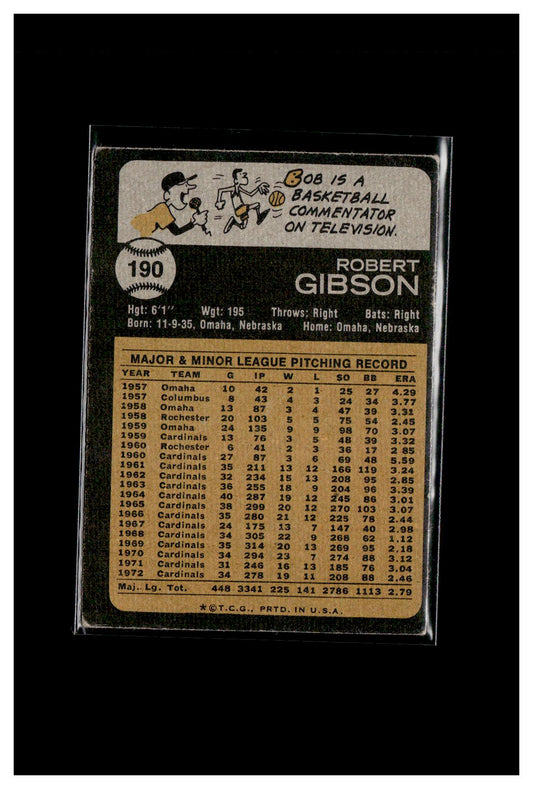 BOB IS A
BASKETBALL
COMMENTATOR
ON TELEVISION.
190
ROBERT
GIBSON
Hgt: 6'1" Wgt: 195 Throws: Right Bats: Right
Born: 11-9-35, Omaha, Nebraska Home: Omaha, Nebraska
MAJOR & MINOR LEAGUE PITCHING RECORD
YEAR TEAM G IP W L SO BB ERA
1957 Omaha 10 42 2 1 25 27 4.29
1957 Columbus 8 43 4 3 24 34 3.77
1958 Omaha 13 87 3 4 47 39 3.31
1958 Rochester 20 103 5 5 75 54 2.45
1959 Omaha 24 135 9 9 98 70 3.07
1959 Cardinals 13 76 3 5 48 39 3.32
1960 Rochester 6 41 2 3 36 17 2 85
1960 Cardinals 27 87 3 6 69 48 5.59
1961 Cardinals 35 211 13 12 166 119 3.24
1962 Cardinals 32 234 15 13 208 95 2.85
1963 Cardinals 36 255 18 9 204 96 3.39
1964 Cardinals 40 287 19 12 245 86 3.01
1965 Cardinals 38 299 20 12 270 103 3.07
1966 Cardinals 35 280 21 12 225 78 2.44
1967 Cardinals 24 175 13 7 147 40 2.98
1968 Cardinals 34 305 22 9 268 62 1.12
1969 Cardinals 35 314 20 13 269 95 2.18
1970 Cardinals 34 294 23 7 274 88 3.12
1971 Cardinals 31 246 16 13 185 76 3.04
1972 Cardinals 34 278 19 11 208 88 2.46
Maj. Lg. Tot. 448 3341 225 141 2786 1113 2.79
*©T.C.G., PRTD. IN U.S.A.